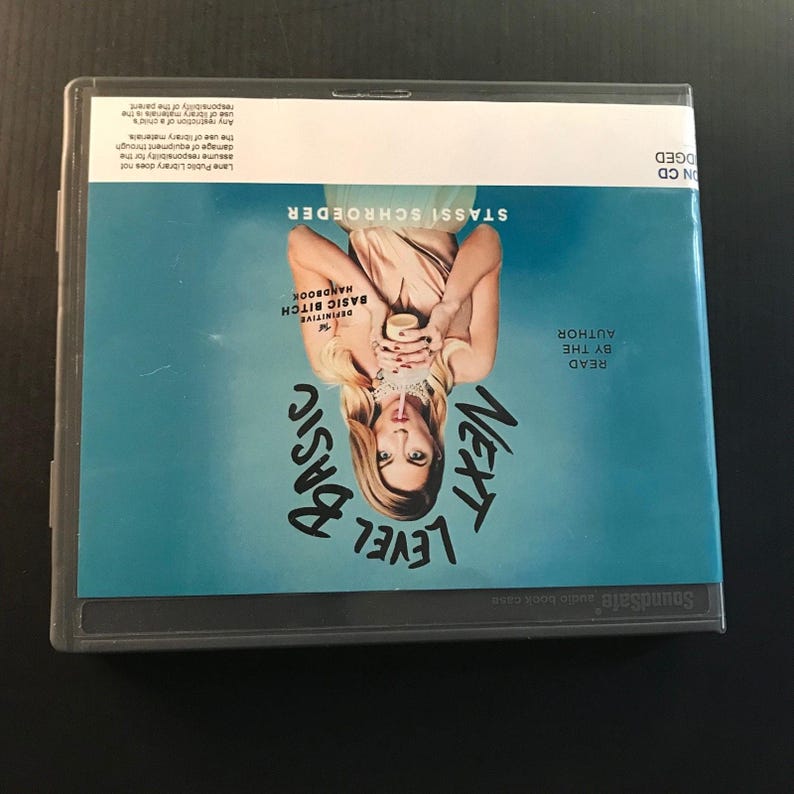 SoundSafe® audio book case
NEXT LEVEL BASIC
READ
BY THE
AUTHOR
THE
DEFINITIVE
BASIC BITCH
HANDBOOK
STASSI SCHROEDER
ON CD
DGED
Lane Public Library does not
assume responsibility for the
damage of equipment through
the use of library materials.
Any restriction of a child's
use of library materials is the
responsibility of the parent